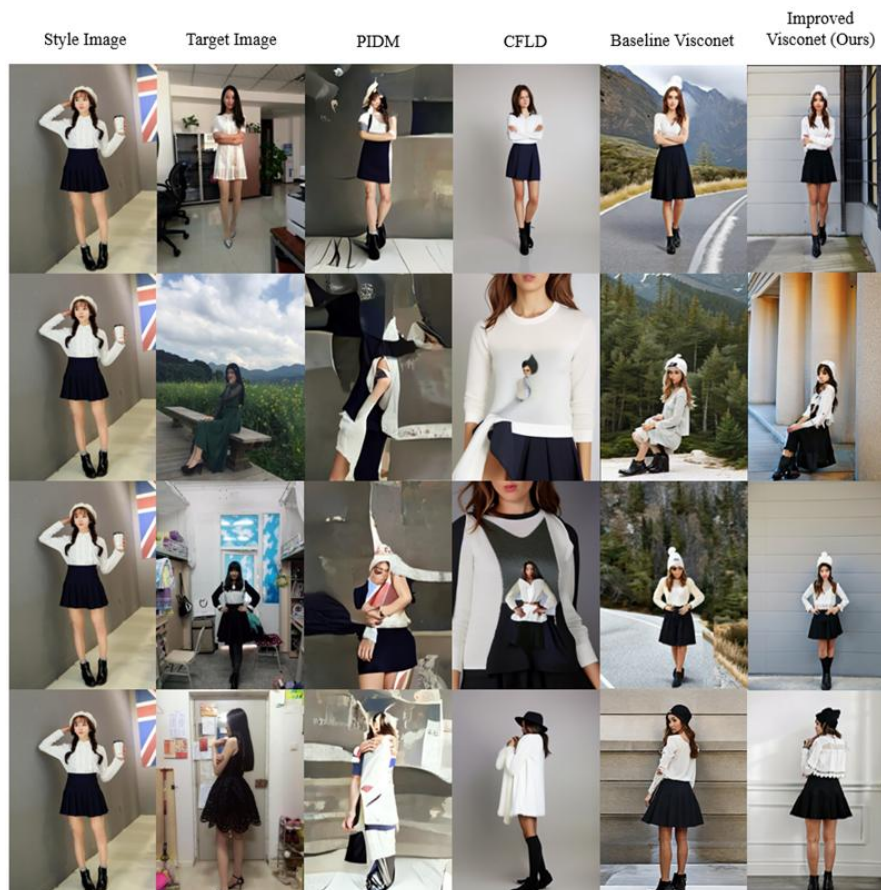 Style Image
Target Image
PIDM
CFLD
Baseline Visconet
Improved
Visconet (Ours)